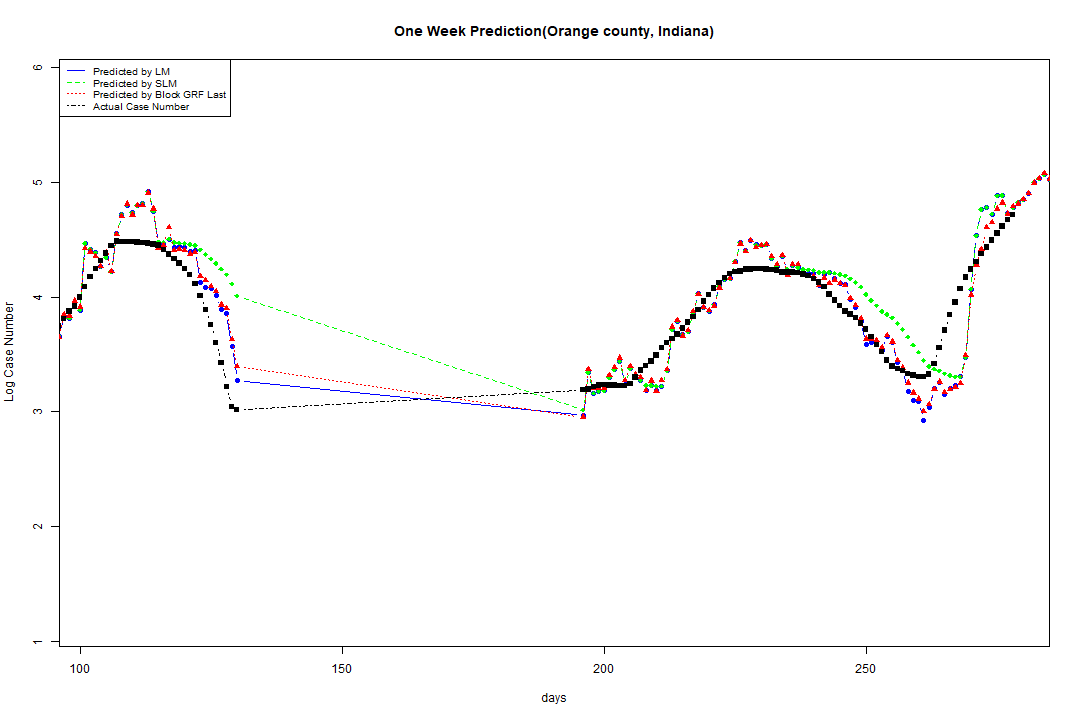 One Week Prediction(Orange county, Indiana)
Predicted by LM
Predicted by SLM
Predicted by Block GRF Last
Actual Case Number
6
5
4
3
2
1
Log Case Number
100 150 200 250
days